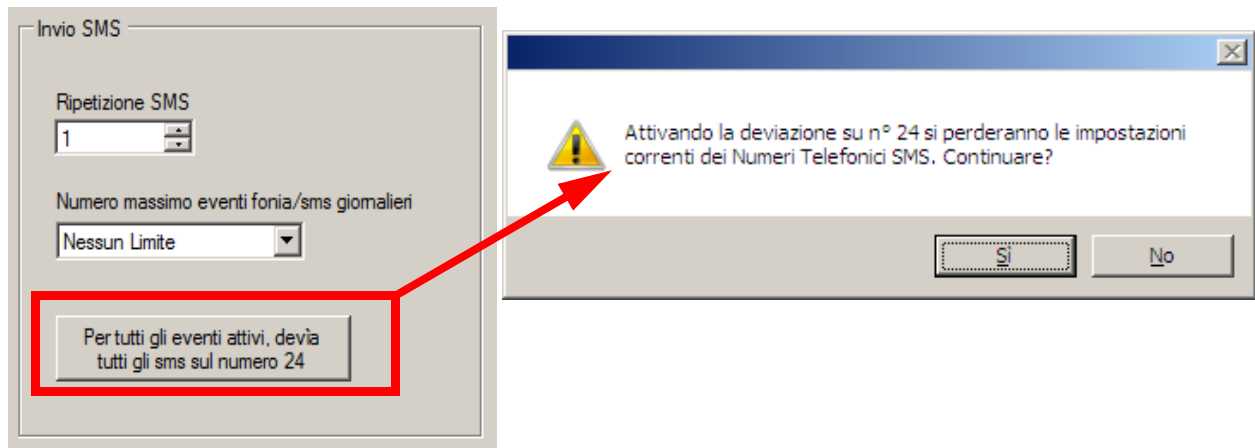 Invio SMS
Ripetizione SMS
1
Numero massimo eventi fonia/sms giornalieri
Nessun Limite
Per tutti gli eventi attivi, devìa
tutti gli sms sul numero 24
Attivando la deviazione su n° 24 si perderanno le impostazioni
correnti dei Numeri Telefonici SMS. Continuare?
Sì
No